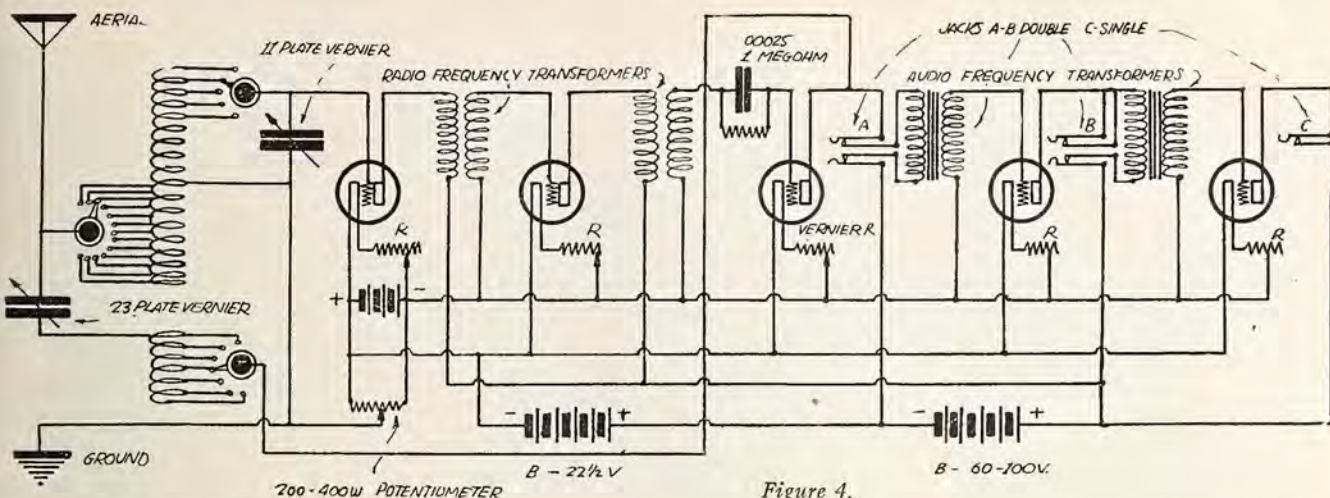 AERIAL
11 PLATE VERNIER
RADIO FREQUENCY TRANSFORMERS
00025
1 MEGOHM
JACKS A-B DOUBLE C-SINGLE
AUDIO FREQUENCY TRANSFORMERS
A
B
C
R
R
VERNIER R
R
R
+ -
23 PLATE VERNIER
- +
- +
GROUND
B - 22½ V
B - 60-100V.
200-400W POTENTIOMETER
Figure 4.